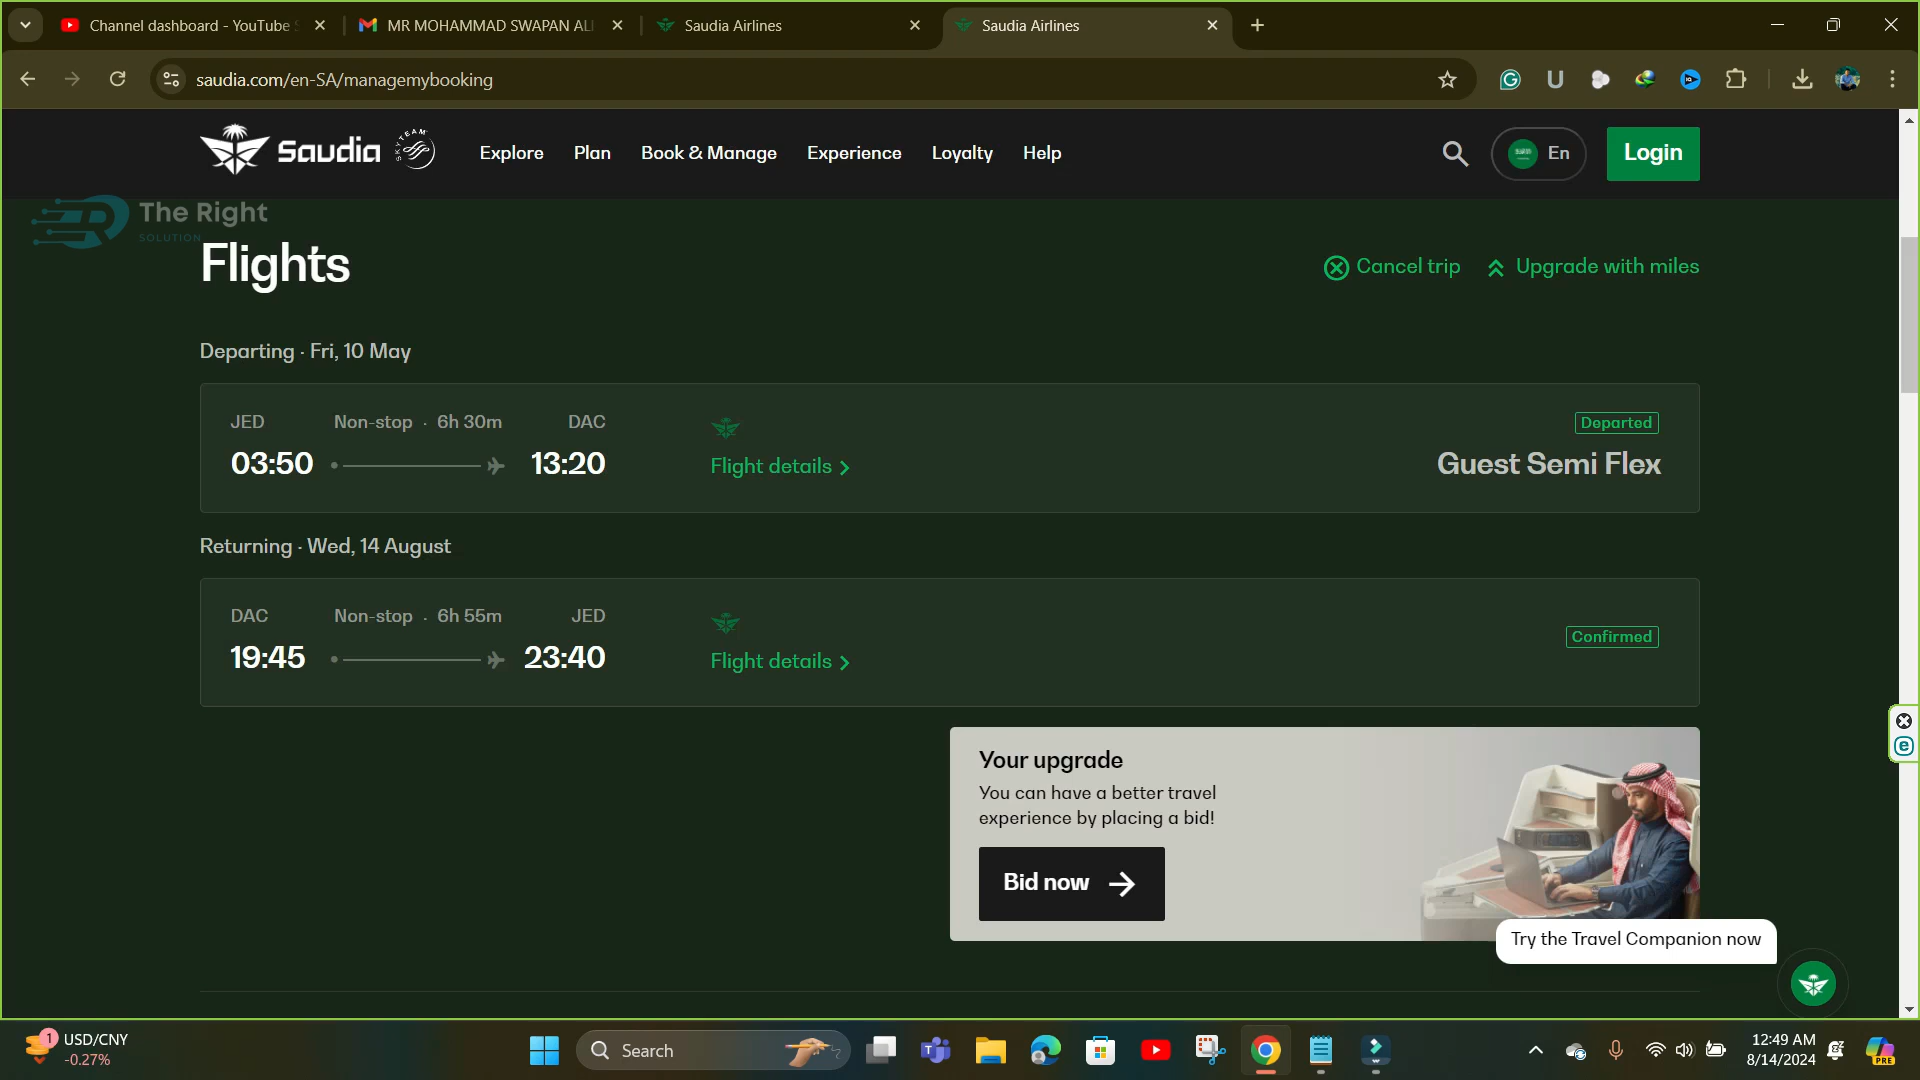 Channel dashboard - YouTube S
MR MOHAMMAD SWAPAN ALI
Saudia Airlines
Saudia Airlines
saudia.com/en-SA/managemybooking
Saudia
SKYTEAM
Explore
Plan
Book & Manage
Experience
Loyalty
Help
En
Login
The Right
SOLUTION
Flights
Cancel trip
Upgrade with miles
Departing · Fri, 10 May
JED
Non-stop · 6h 30m
DAC
Departed
03:50
13:20
Flight details
Guest Semi Flex
Returning · Wed, 14 August
DAC
Non-stop · 6h 55m
JED
Confirmed
19:45
23:40
Flight details
Your upgrade
You can have a better travel
experience by placing a bid!
Bid now
Try the Travel Companion now
1
USD/CNY
-0.27%
Search
12:49 AM
8/14/2024
PRE